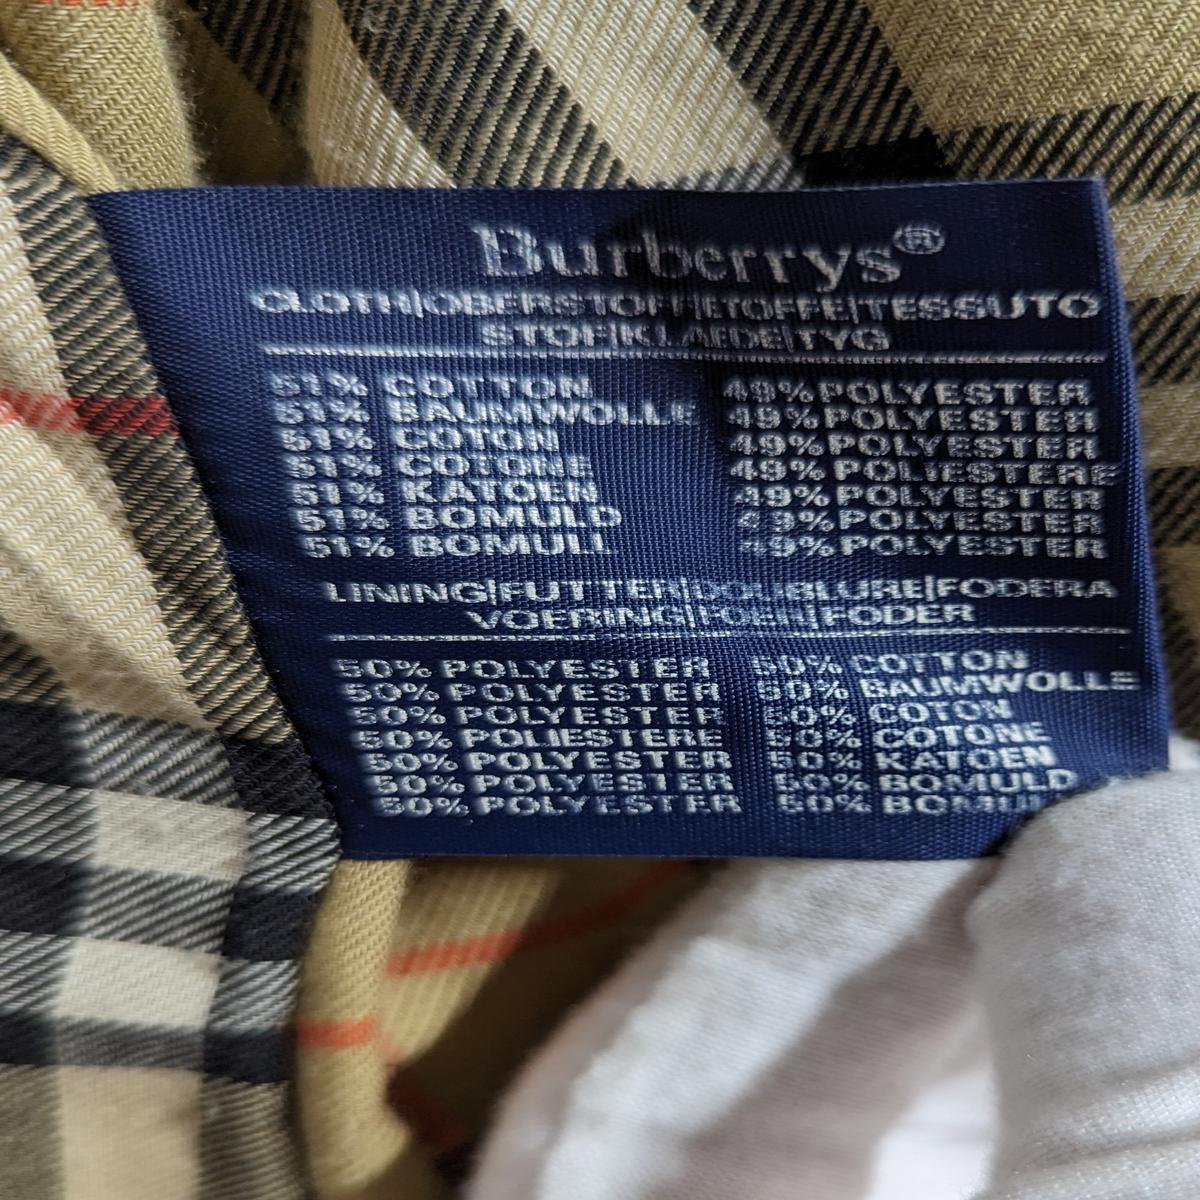 Burberrys®
CLOTH|OBERSTOFF|ETOFFE|TESSUTO
STOF|KLAEDE|TYG
51% COTTON 49% POLYESTER
51% BAUMWOLLE 49% POLYESTER
51% COTON 49% POLYESTER
51% COTONE 49% POLIESTERE
51% KATOEN 49% POLYESTER
51% BOMULD 49% POLYESTER
51% BOMULL 49% POLYESTER
LINING|FUTTER|DOUBLURE|FODERA
VOERING|FOER|FODER
50% POLYESTER 50% COTTON
50% POLYESTER 50% BAUMWOLLE
50% POLYESTER 50% COTON
50% POLIESTERE 50% COTONE
50% POLYESTER 50% KATOEN
50% POLYESTER 50% BOMULD
50% POLYESTER 50%